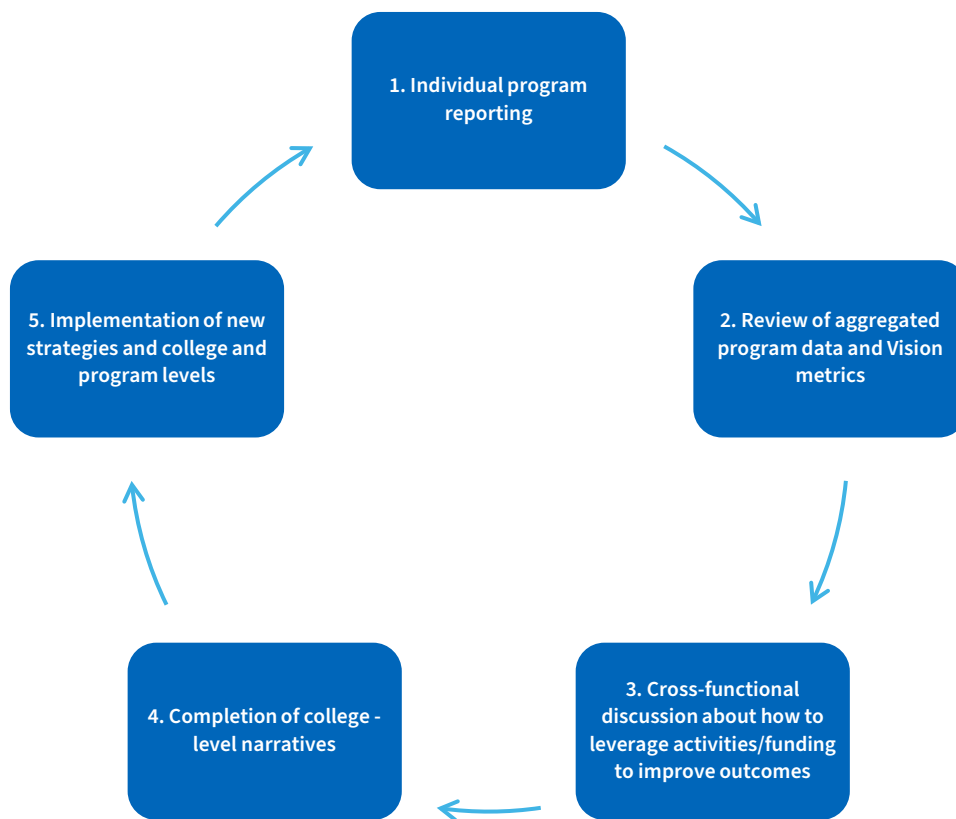 1. Individual program
reporting
2. Review of aggregated
program data and Vision
metrics
3. Cross-functional
discussion about how to
leverage activities/funding
to improve outcomes
4. Completion of college -
level narratives
5. Implementation of new
strategies and college and
program levels